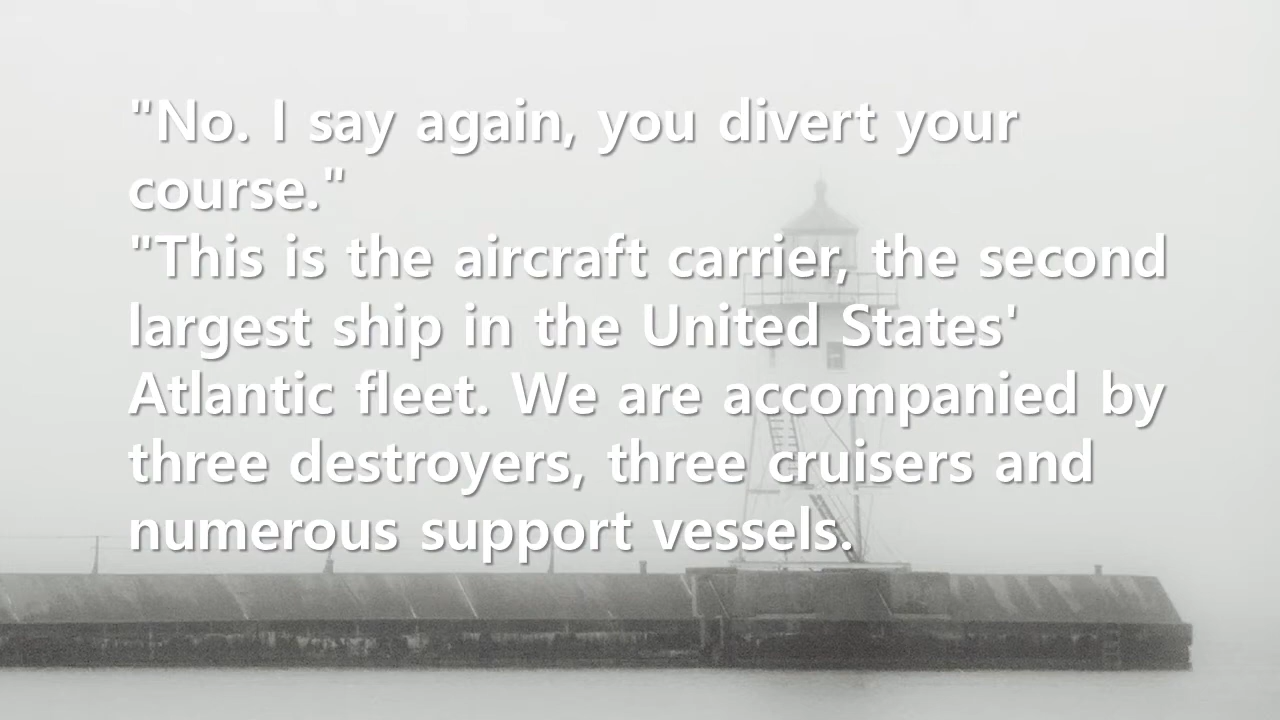 "No. I say again, you divert your
course."
"This is the aircraft carrier, the second
largest ship in the United States'
Atlantic fleet. We are accompanied by
three destroyers, three cruisers and
numerous support vessels.